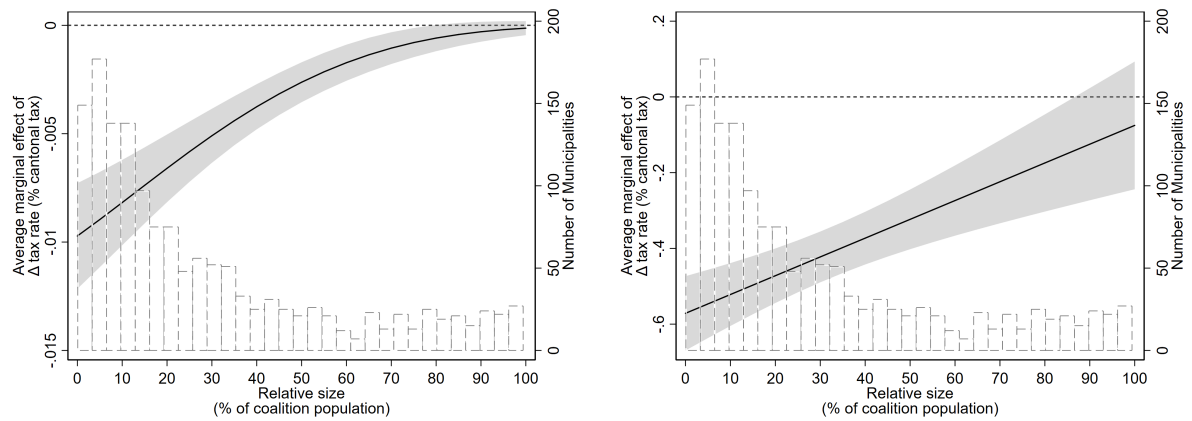 Average marginal effect of
Δ tax rate (% cantonal tax)
0
-.005
-.01
-.015
200
150
100
50
0
Number of Municipalities
0 10 20 30 40 50 60 70 80 90 100
Relative size
(% of coalition population)
Average marginal effect of
Δ tax rate (% cantonal tax)
.2
0
-.2
-.4
-.6
200
150
100
50
0
Number of Municipalities
0 10 20 30 40 50 60 70 80 90 100
Relative size
(% of coalition population)